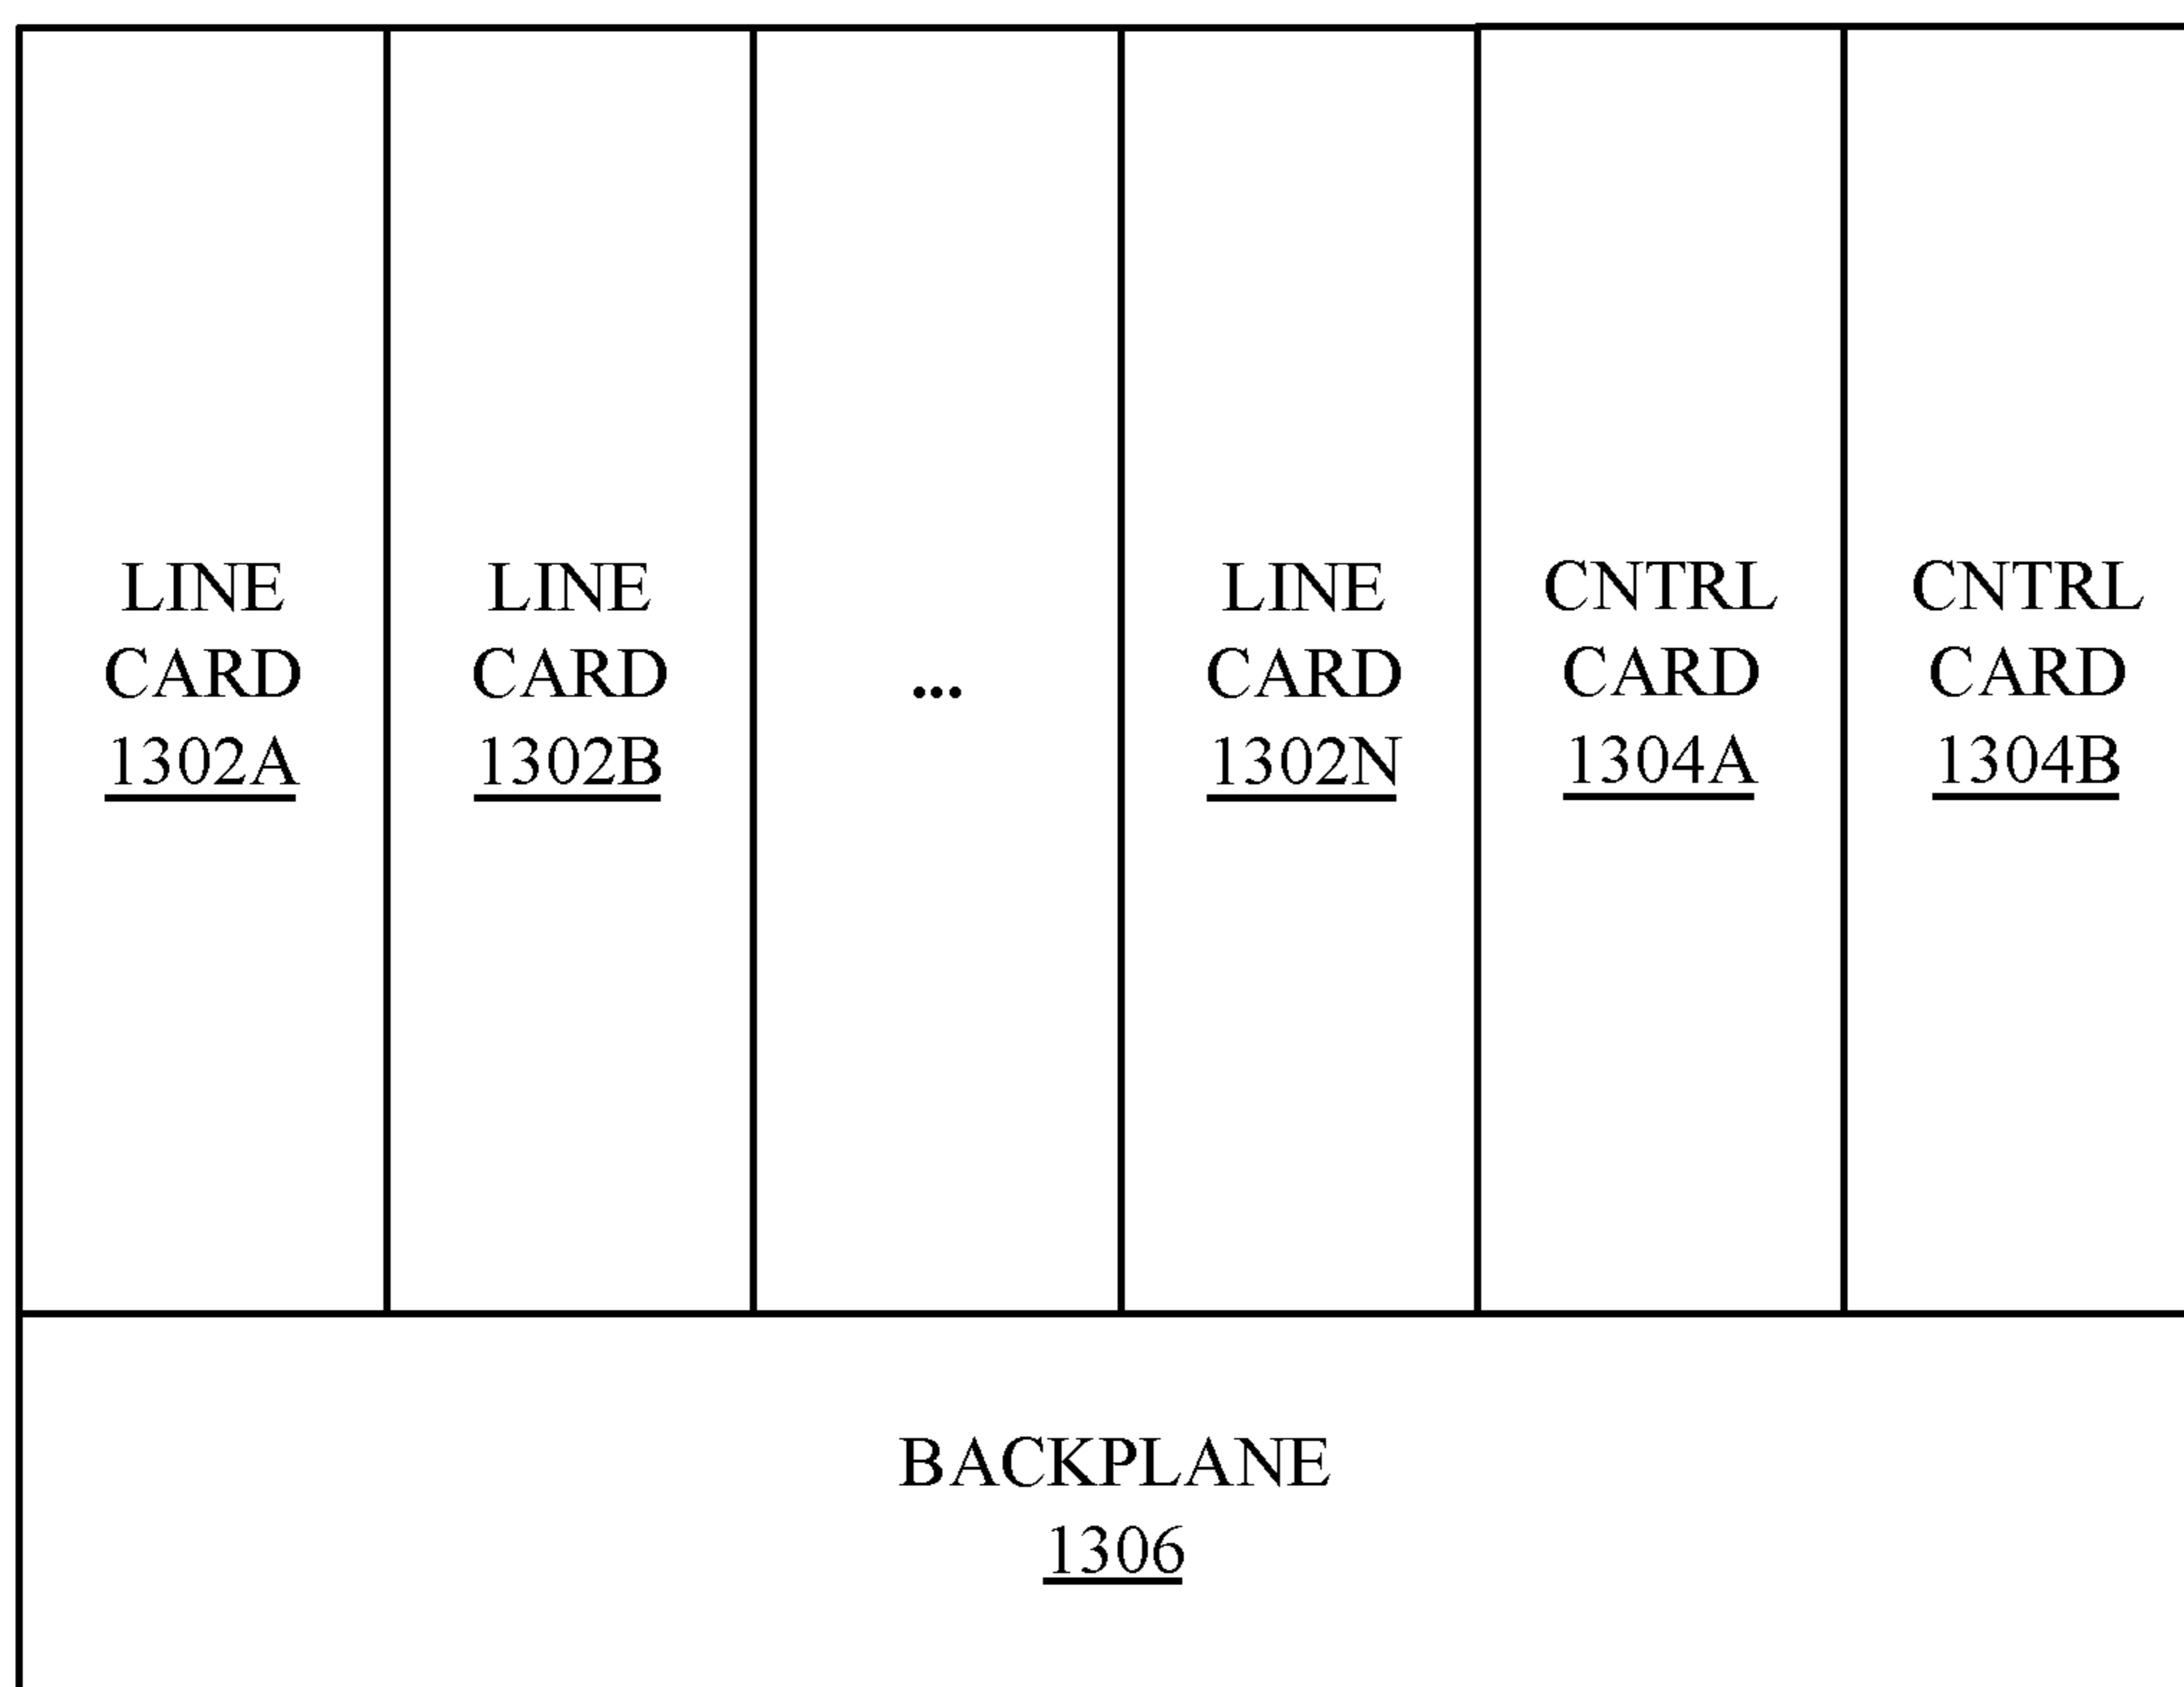 LINE
CARD
1302A
LINE
CARD
1302B
...
LINE
CARD
1302N
CNTRL
CARD
1304A
CNTRL
CARD
1304B
BACKPLANE
1306